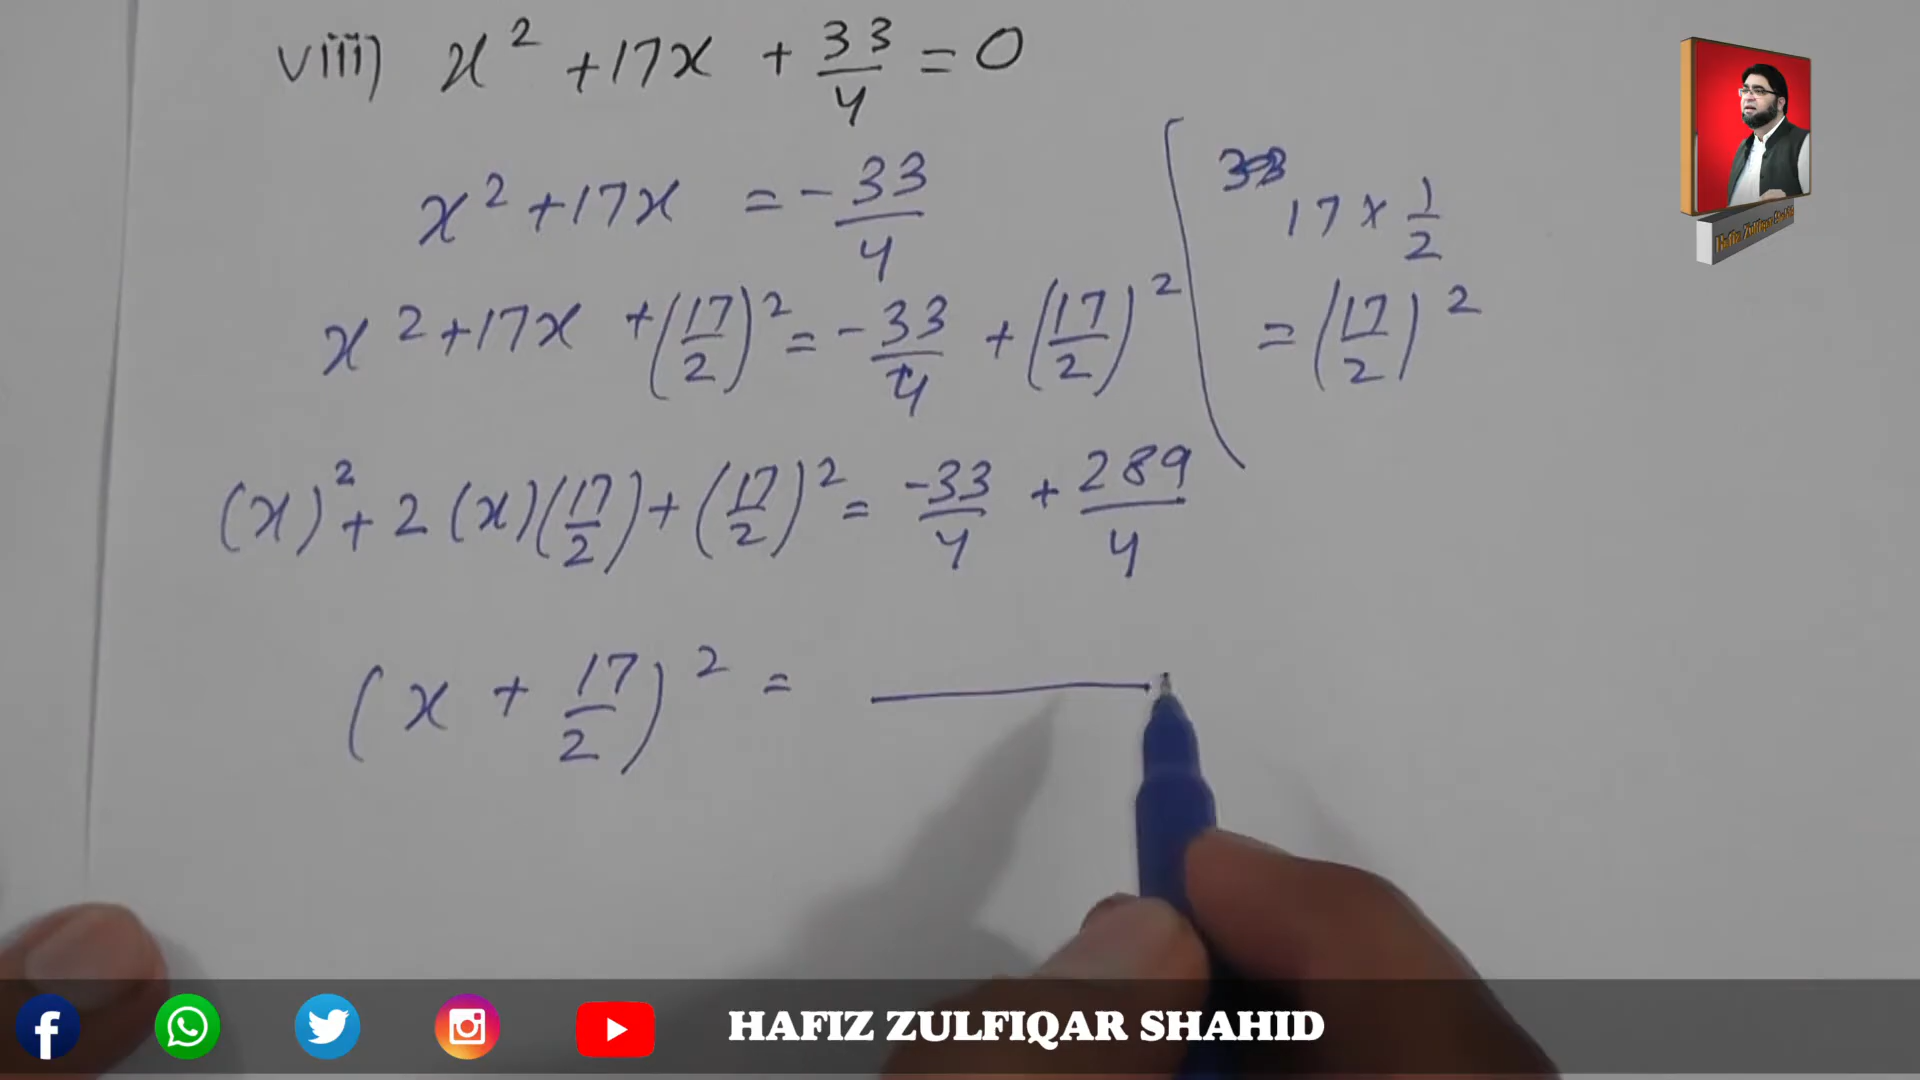 viii) x² + 17x + 33/4 = 0
x² + 17x = - 33/4
17 × 1/2
x² + 17x + (17/2)² = - 33/4 + (17/2)²
= (17/2)²
(x)² + 2(x)(17/2) + (17/2)² = -33/4 + 289/4
(x + 17/2)² =
HAFIZ ZULFIQAR SHAHID